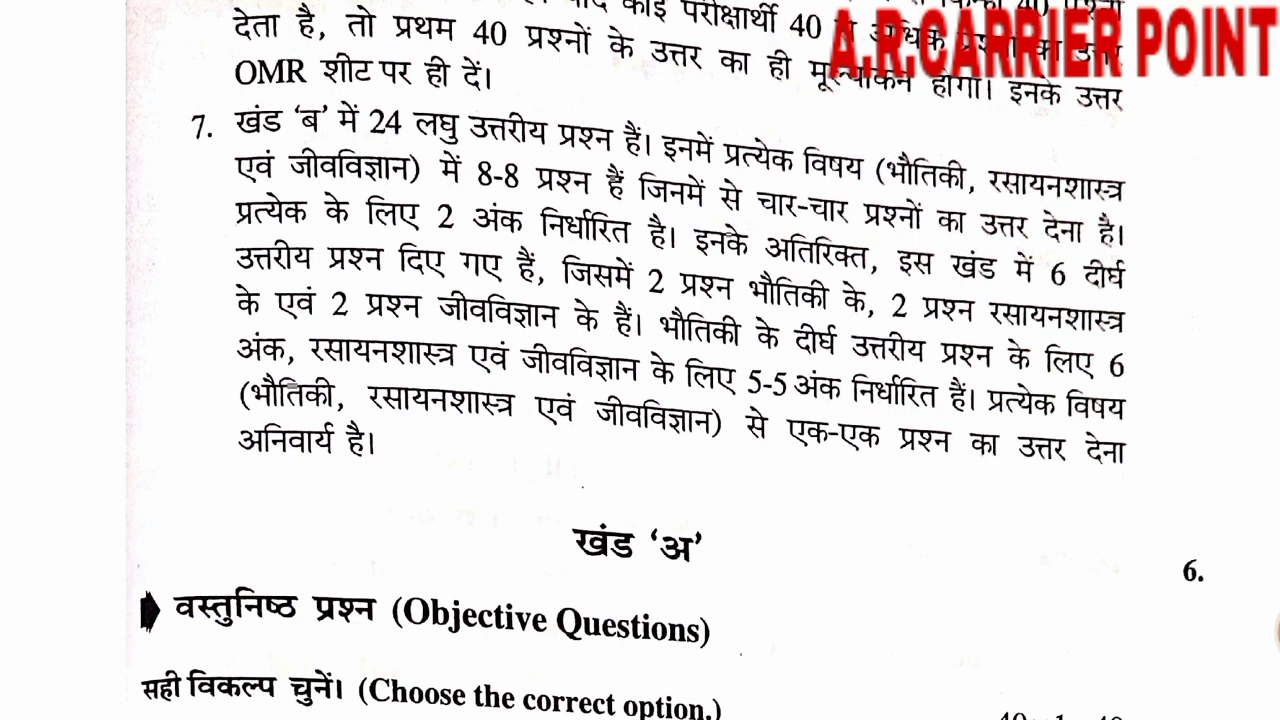 कोई परीक्षार्थी 40
देता है, तो प्रथम 40 प्रश्नों के उत्तर का ही मूल्यांकन होगा। इनके उत्तर
A.R.CARRIER POINT
OMR शीट पर ही दें।
7. खंड ‘ब’ में 24 लघु उत्तरीय प्रश्न हैं। इनमें प्रत्येक विषय (भौतिकी, रसायनशास्त्र
एवं जीवविज्ञान) में 8-8 प्रश्न हैं जिनमें से चार-चार प्रश्नों का उत्तर देना है।
प्रत्येक के लिए 2 अंक निर्धारित है। इनके अतिरिक्त, इस खंड में 6 दीर्घ
उत्तरीय प्रश्न दिए गए हैं, जिसमें 2 प्रश्न भौतिकी के, 2 प्रश्न रसायनशास्त्र
के एवं 2 प्रश्न जीवविज्ञान के हैं। भौतिकी के दीर्घ उत्तरीय प्रश्न के लिए 6
अंक, रसायनशास्त्र एवं जीवविज्ञान के लिए 5-5 अंक निर्धारित हैं। प्रत्येक विषय
(भौतिकी, रसायनशास्त्र एवं जीवविज्ञान) से एक-एक प्रश्न का उत्तर देना
अनिवार्य है।
खंड ‘अ’
6.
वस्तुनिष्ठ प्रश्न (Objective Questions)
सही विकल्प चुनें। (Choose the correct option.)